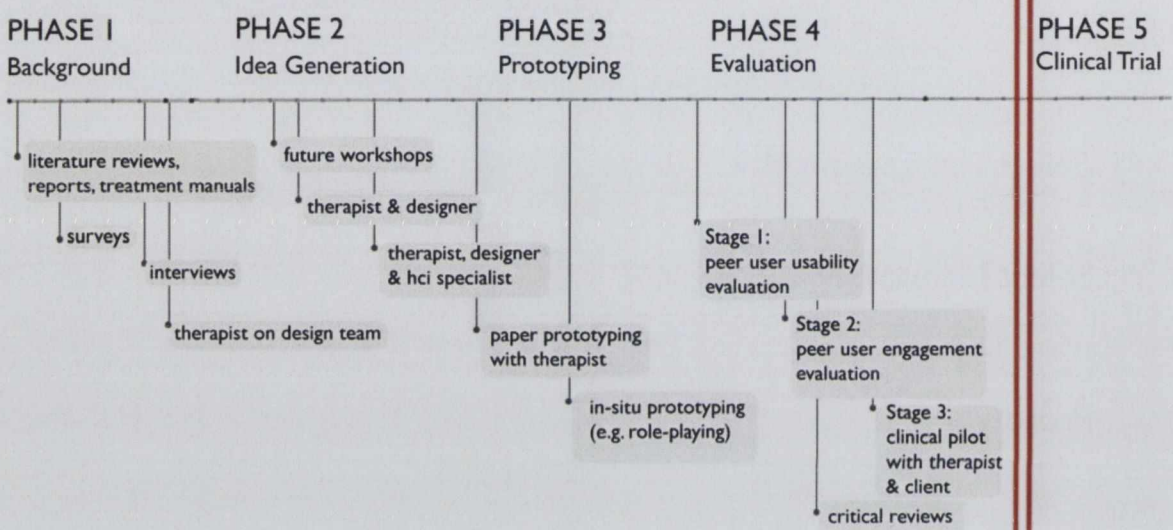 PHASE 1
Background
PHASE 2
Idea Generation
PHASE 3
Prototyping
PHASE 4
Evaluation
PHASE 5
Clinical Trial
literature reviews,
reports, treatment manuals
surveys
interviews
therapist on design team
future workshops
therapist & designer
therapist, designer
& hci specialist
paper prototyping
with therapist
in-situ prototyping
(e.g. role-playing)
Stage 1:
peer user usability
evaluation
Stage 2:
peer user engagement
evaluation
Stage 3:
clinical pilot
with therapist
& client
critical reviews